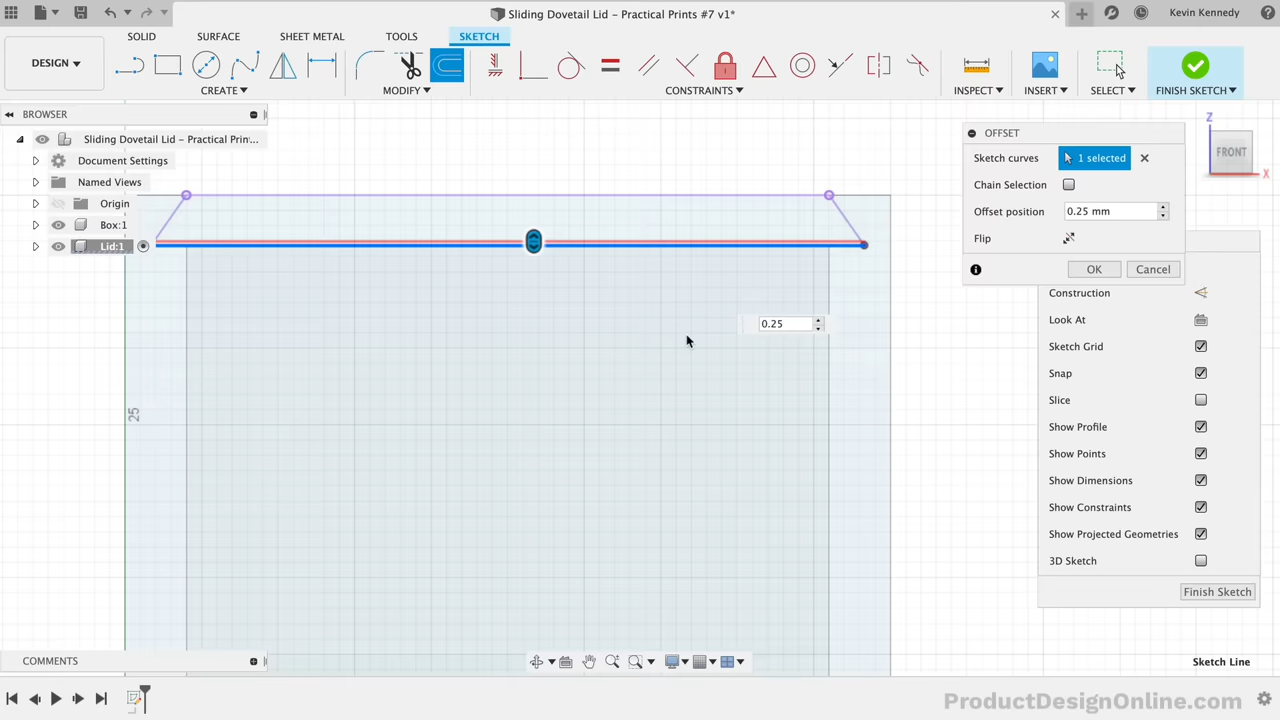 Sliding Dovetail Lid – Practical Prints #7 v1*
Kevin Kennedy
SOLID
SURFACE
SHEET METAL
TOOLS
SKETCH
DESIGN
CREATE
MODIFY
CONSTRAINTS
INSPECT
INSERT
SELECT
FINISH SKETCH
BROWSER
Sliding Dovetail Lid – Practical Prin...
Document Settings
Named Views
Origin
Box:1
Lid:1
25
0.25
Z
FRONT
X
OFFSET
Sketch curves
1 selected
Chain Selection
Offset position
0.25 mm
Flip
OK
Cancel
Construction
Look At
Sketch Grid
Snap
Slice
Show Profile
Show Points
Show Dimensions
Show Constraints
Show Projected Geometries
3D Sketch
Finish Sketch
COMMENTS
Sketch Line
ProductDesignOnline.com